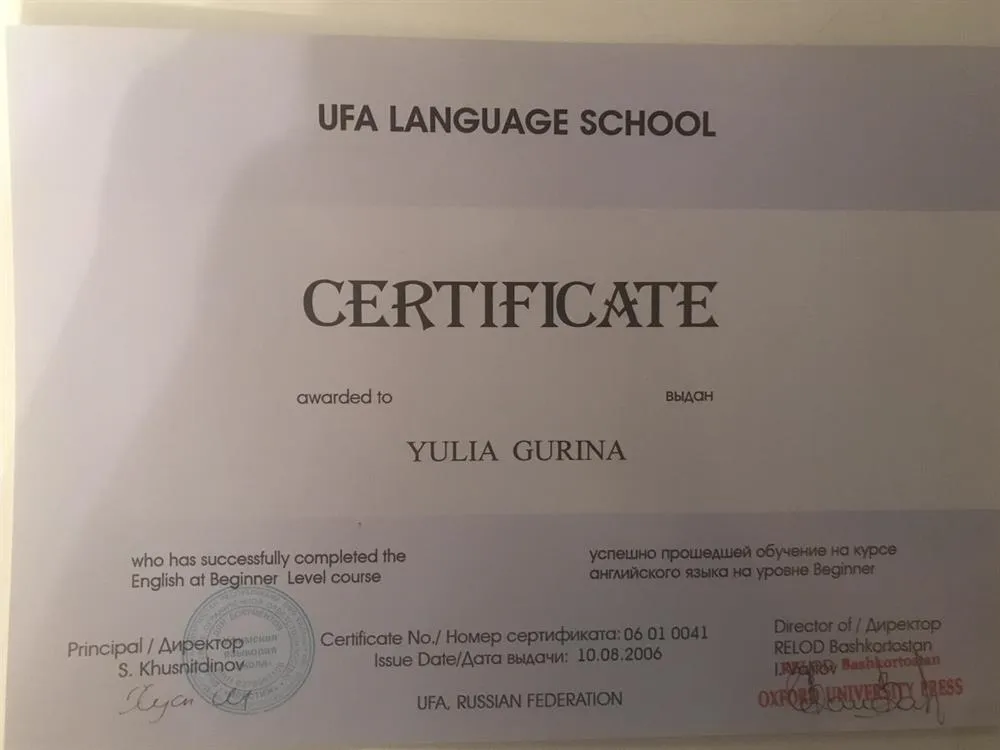 UFA LANGUAGE SCHOOL
CERTIFICATE
awarded to выдан
YULIA GURINA
who has successfully completed the
English at Beginner Level course
успешно прошедшей обучение на курсе
английского языка на уровне Beginner
Principal / Директор
S. Khusnitdinov
Certificate No./ Номер сертификата: 06 01 0041
Issue Date/Дата выдачи: 10.08.2006
UFA, RUSSIAN FEDERATION
Director of / Директор
RELOD Bashkortostan
Bashkortostan
OXFORD UNIVERSITY PRESS